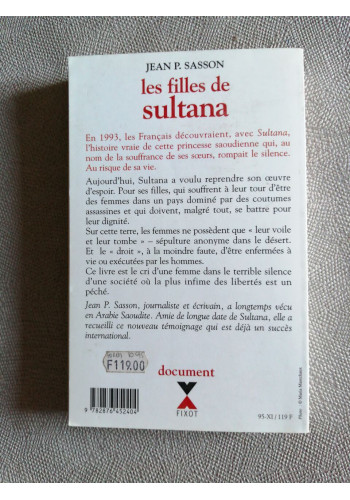 JEAN P. SASSON
les filles de
sultana
En 1993, les Français découvraient, avec Sultana,
l'histoire vraie de cette princesse saoudienne qui, au
nom de la souffrance de ses sœurs, rompait le silence.
Au risque de sa vie.
Aujourd'hui, Sultana a voulu reprendre son œuvre
d'espoir. Pour ses filles, qui souffrent à leur tour d'être
des femmes dans un pays dominé par des coutumes
assassines et qui doivent, malgré tout, se battre pour
leur dignité.
Sur cette terre, les femmes ne possèdent que « leur voile
et leur tombe » – sépulture anonyme dans le désert.
Et le « droit », à la moindre faute, d'être enfermées à
vie ou exécutées par les hommes.
Ce livre est le cri d'une femme dans le terrible silence
d'une société où la plus infime des libertés est un
péché.
Jean P. Sasson, journaliste et écrivain, a longtemps vécu
en Arabie Saoudite. Amie de longue date de Sultana, elle
a recueilli ce nouveau témoignage qui est déjà un succès
international.
F119,00
document
FIXOT
9 782876 452404
95-XI / 119 F